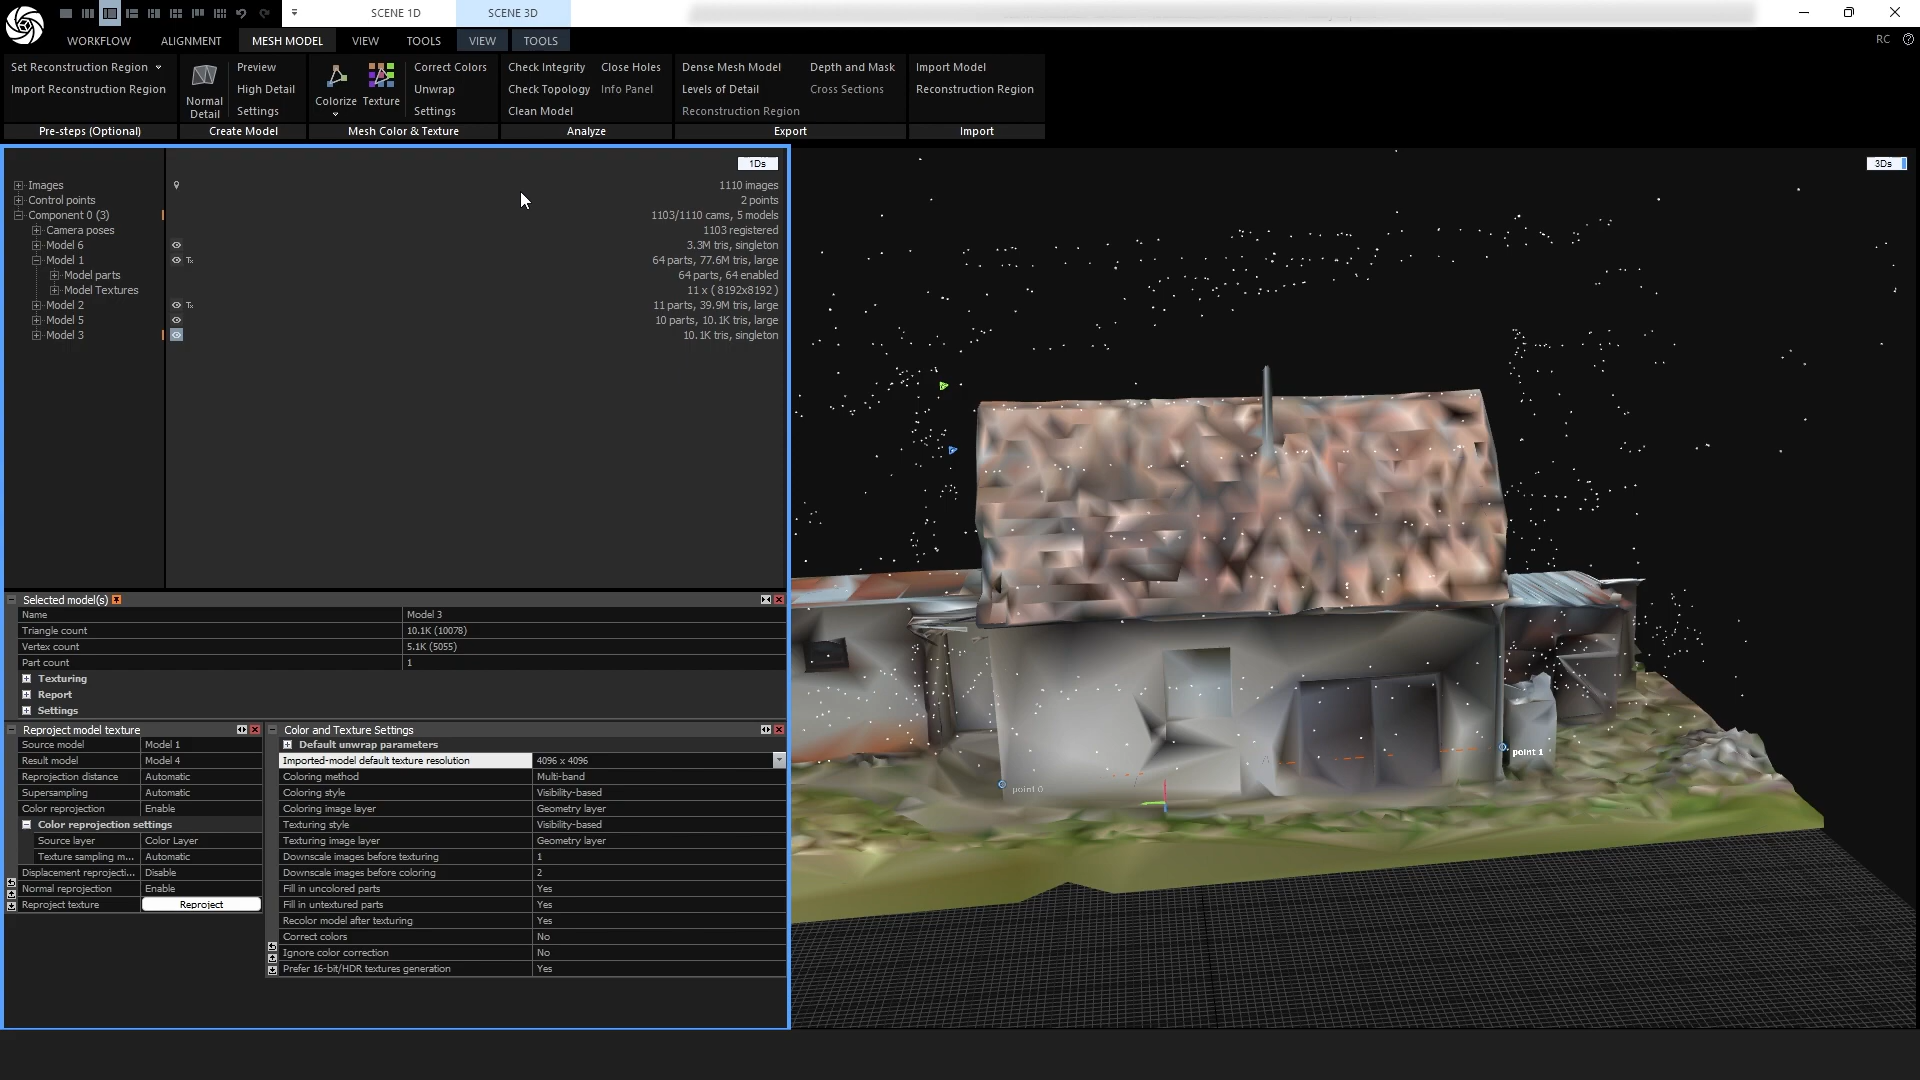 SCENE 1D
SCENE 3D
WORKFLOW
ALIGNMENT
MESH MODEL
VIEW
TOOLS
VIEW
TOOLS
RC
Set Reconstruction Region
Import Reconstruction Region
Pre-steps (Optional)
Normal Detail
Preview
High Detail
Settings
Create Model
Colorize
Texture
Correct Colors
Unwrap
Settings
Mesh Color & Texture
Check Integrity
Check Topology
Clean Model
Close Holes
Info Panel
Analyze
Dense Mesh Model
Levels of Detail
Reconstruction Region
Depth and Mask
Cross Sections
Export
Import Model
Reconstruction Region
Import
1Ds
Images 1110 images
Control points 2 points
Component 0 (3) 1103/1110 cams, 5 models
Camera poses 1103 registered
Model 6 3.3M tris, singleton
Model 1 Tx 64 parts, 77.6M tris, large
Model parts 64 parts, 64 enabled
Model Textures 11 x ( 8192x8192 )
Model 2 Tx 11 parts, 39.9M tris, large
Model 5 10 parts, 10.1K tris, large
Model 3 10.1K tris, singleton
Selected model(s)
Name Model 3
Triangle count 10.1K (10078)
Vertex count 5.1K (5055)
Part count 1
Texturing
Report
Settings
Reproject model texture
Source model Model 1
Result model Model 4
Reprojection distance Automatic
Supersampling Automatic
Color reprojection Enable
Color reprojection settings
Source layer Color Layer
Texture sampling m... Automatic
Displacement reprojecti... Disable
Normal reprojection Enable
Reproject texture Reproject
Color and Texture Settings
Default unwrap parameters
Imported-model default texture resolution 4096 x 4096
Coloring method Multi-band
Coloring style Visibility-based
Coloring image layer Geometry layer
Texturing style Visibility-based
Texturing image layer Geometry layer
Downscale images before texturing 1
Downscale images before coloring 2
Fill in uncolored parts Yes
Fill in untextured parts Yes
Recolor model after texturing Yes
Correct colors No
Ignore color correction No
Prefer 16-bit/HDR textures generation Yes
3Ds
point 1
point 0